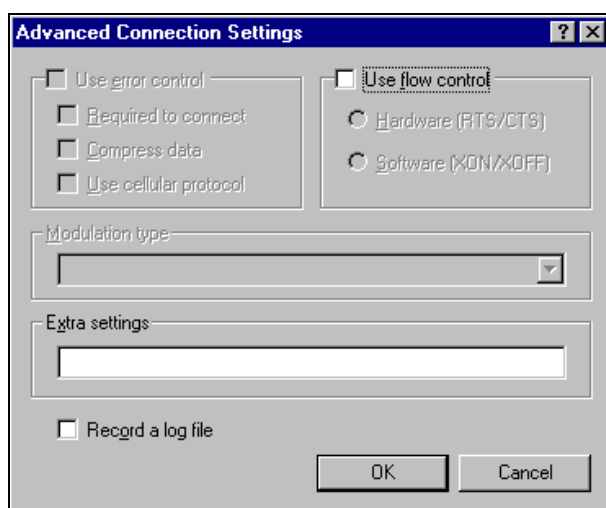 Advanced Connection Settings
Use error control
Required to connect
Compress data
Use cellular protocol
Use flow control
Hardware (RTS/CTS)
Software (XON/XOFF)
Modulation type
Extra settings
Record a log file
OK
Cancel